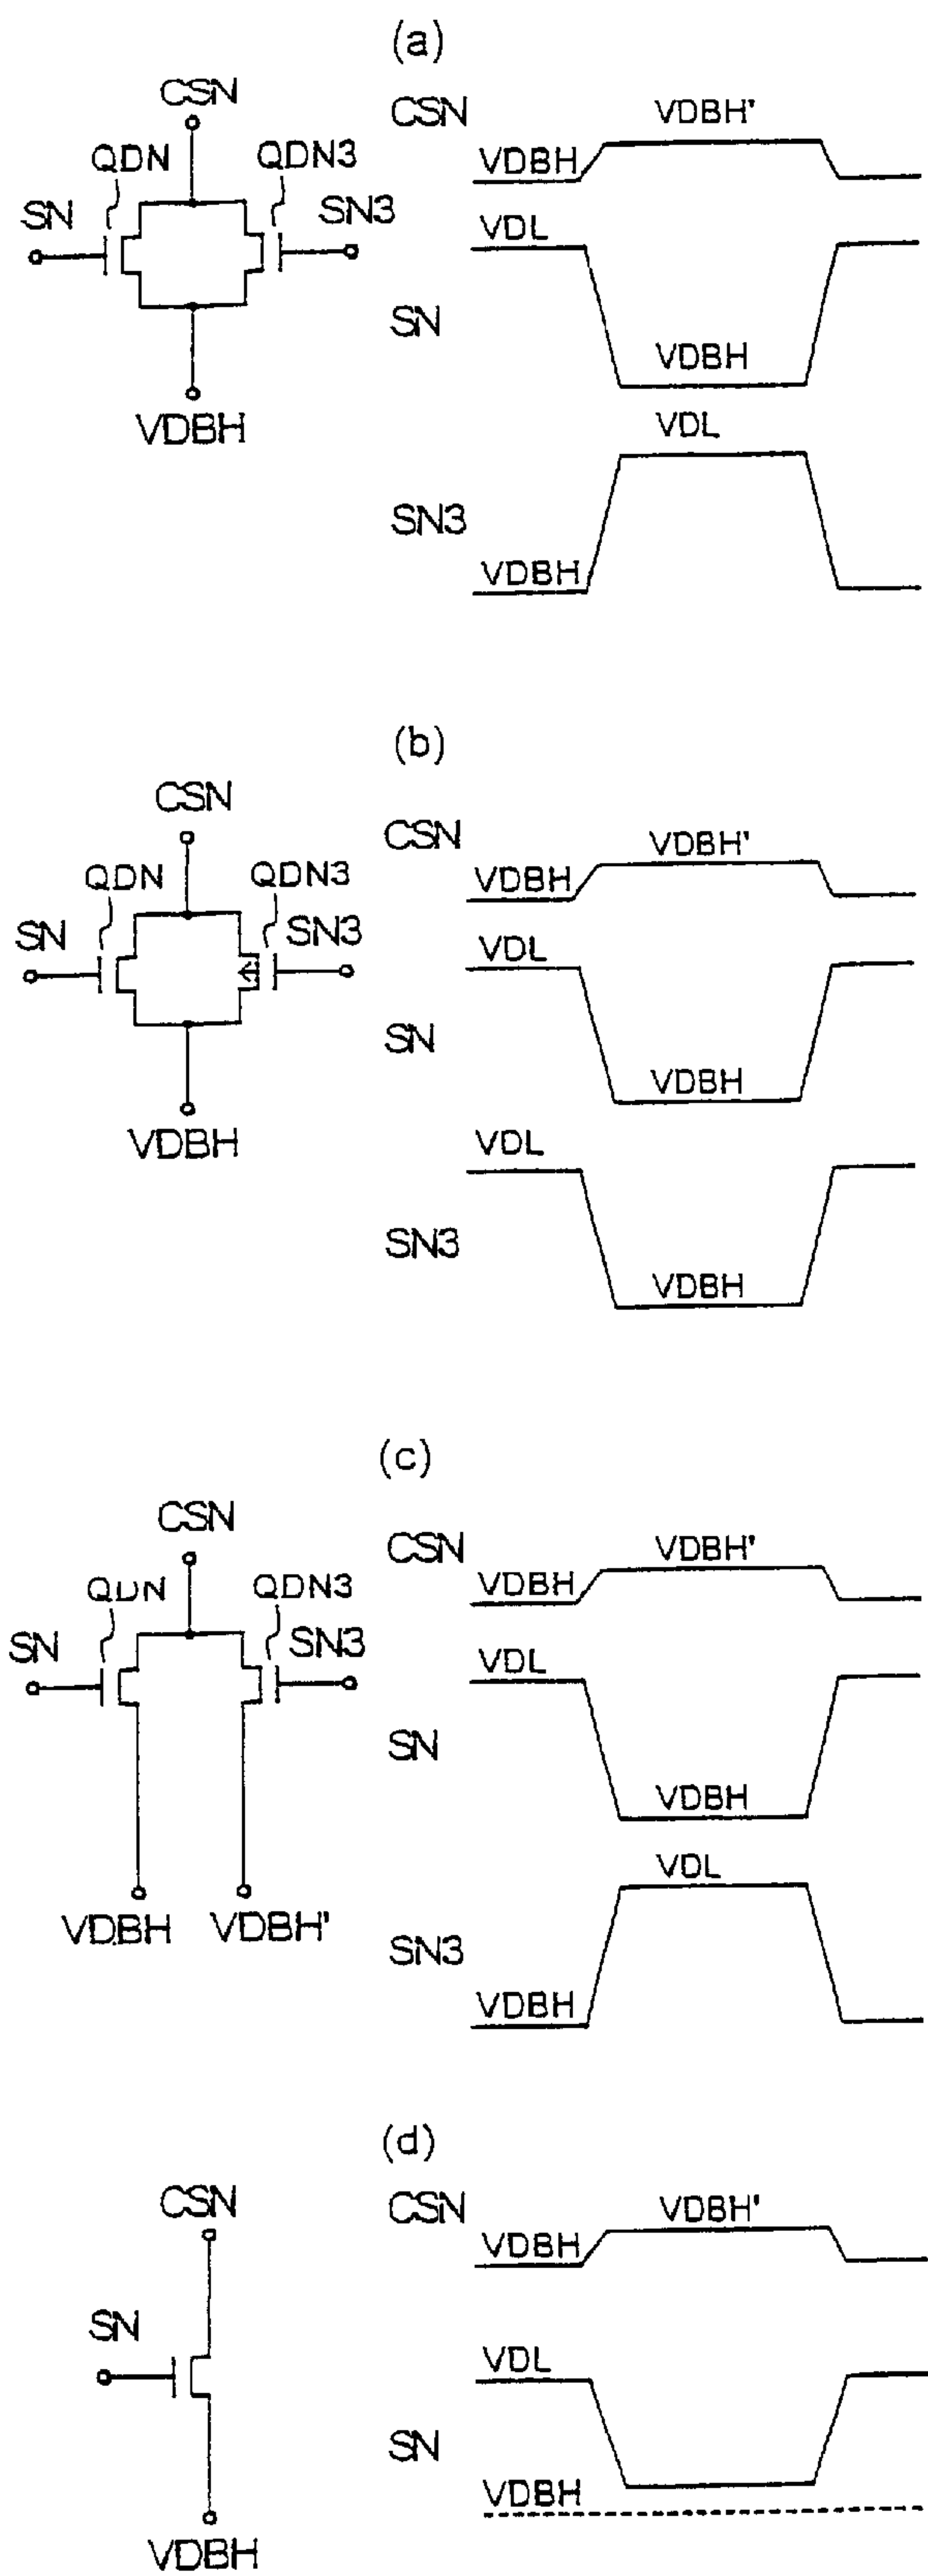 (a)
CSN
QDN
QDN3
SN
SN3
VDBH
CSN
VDBH
VDBH'
VDL
SN
VDBH
VDL
SN3
VDBH
(b)
CSN
QDN
QDN3
SN
SN3
VDBH
CSN
VDBH
VDBH'
VDL
SN
VDBH
VDL
SN3
VDBH
(c)
CSN
QDN
QDN3
SN
SN3
VDBH
VDBH'
CSN
VDBH
VDBH'
VDL
SN
VDBH
VDL
SN3
VDBH
(d)
CSN
SN
VDBH
CSN
VDBH
VDBH'
VDL
SN
VDBH